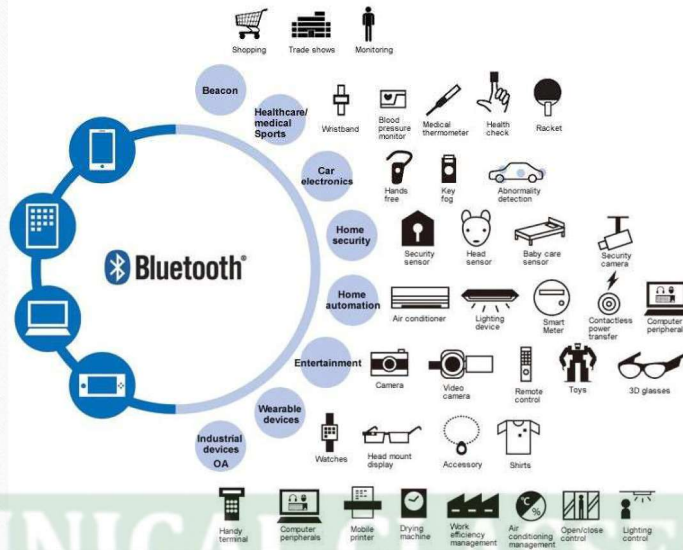 Shopping
Trade shows
Monitoring
Beacon
Healthcare/
medical
Sports
Wristband
Blood
pressure
monitor
Medical
thermometer
Health
check
Racket
Car
electronics
Hands
free
Key
fog
Abnormality
detection
Home
security
Security
sensor
Head
sensor
Baby care
sensor
Security
camera
Bluetooth®
Home
automation
Air conditioner
Lighting
device
Smart
Meter
Contactless
power
transfer
Computer
peripheral
Entertainment
Camera
Video
camera
Remote
control
Toys
3D glasses
Wearable
devices
Watches
Head mount
display
Accessory
Shirts
Industrial
devices
OA
Handy
terminal
Computer
peripherals
Mobile
printer
Drying
machine
Work
efficiency
management
°C
%
Air
conditioning
management
Open/close
control
Lighting
control